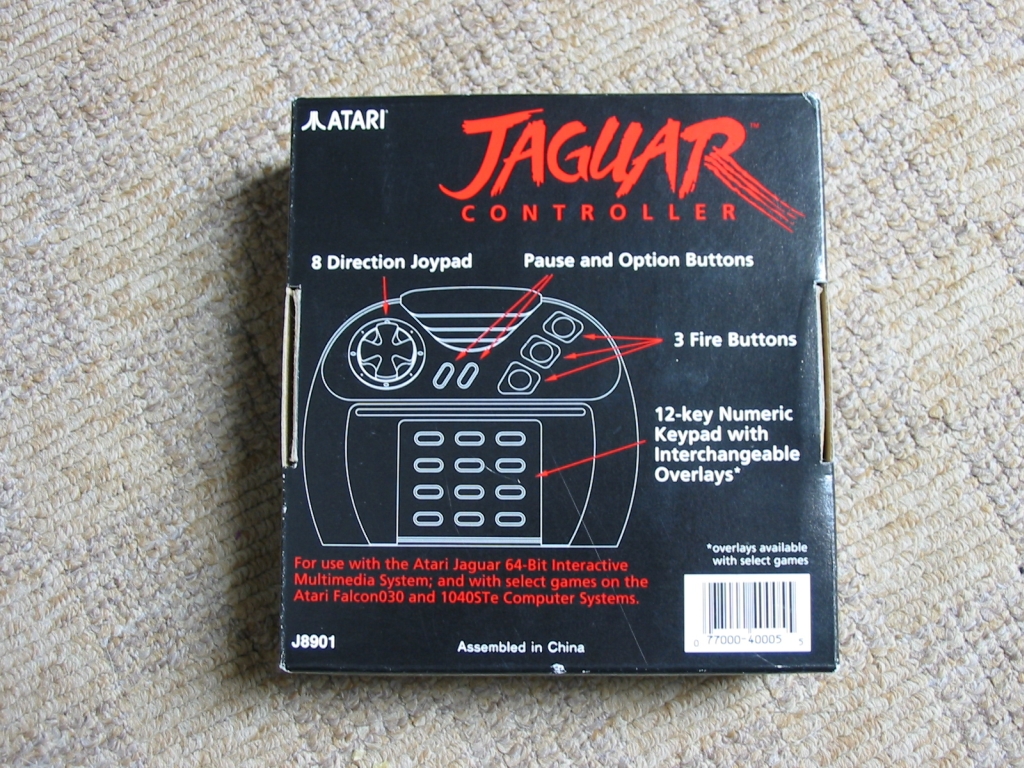 ATARI
JAGUAR™
CONTROLLER
8 Direction Joypad
Pause and Option Buttons
3 Fire Buttons
12-key Numeric
Keypad with
Interchangeable
Overlays*
*overlays available
with select games
For use with the Atari Jaguar 64-Bit Interactive
Multimedia System; and with select games on the
Atari Falcon030 and 1040STe Computer Systems.
J8901
Assembled in China
0 77000-40005 5